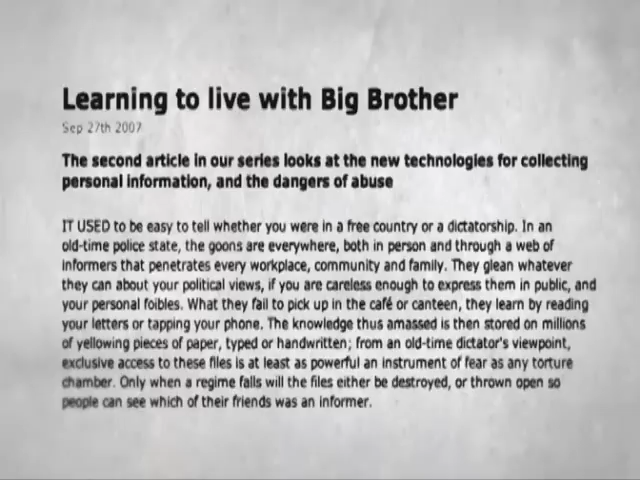 Learning to live with Big Brother
Sep 27th 2007
The second article in our series looks at the new technologies for collecting
personal information, and the dangers of abuse
IT USED to be easy to tell whether you were in a free country or a dictatorship. In an
old-time police state, the goons are everywhere, both in person and through a web of
informers that penetrates every workplace, community and family. They glean whatever
they can about your political views, if you are careless enough to express them in public, and
your personal foibles. What they fail to pick up in the café or canteen, they learn by reading
your letters or tapping your phone. The knowledge thus amassed is then stored on millions
of yellowing pieces of paper, typed or handwritten; from an old-time dictator's viewpoint,
exclusive access to these files is at least as powerful an instrument of fear as any torture
chamber. Only when a regime falls will the files either be destroyed, or thrown open so
people can see which of their friends was an informer.